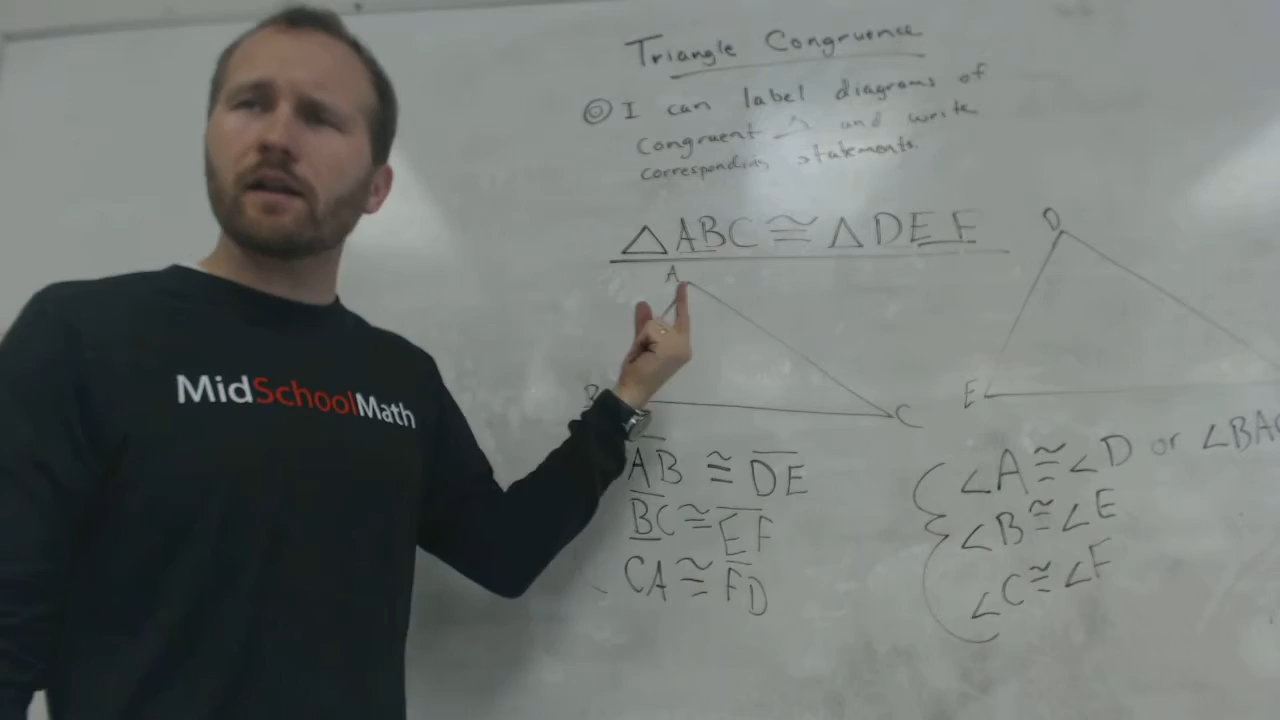 Triangle Congruence
◎ I can label diagrams of
congruent △ and write
corresponding statements.
△ABC ≅ △DEF
A
B
C
D
E
MidSchoolMath
AB ≅ DE
BC ≅ EF
CA ≅ FD
∠A ≅ ∠D or ∠BAC
∠B ≅ ∠E
∠C ≅ ∠F